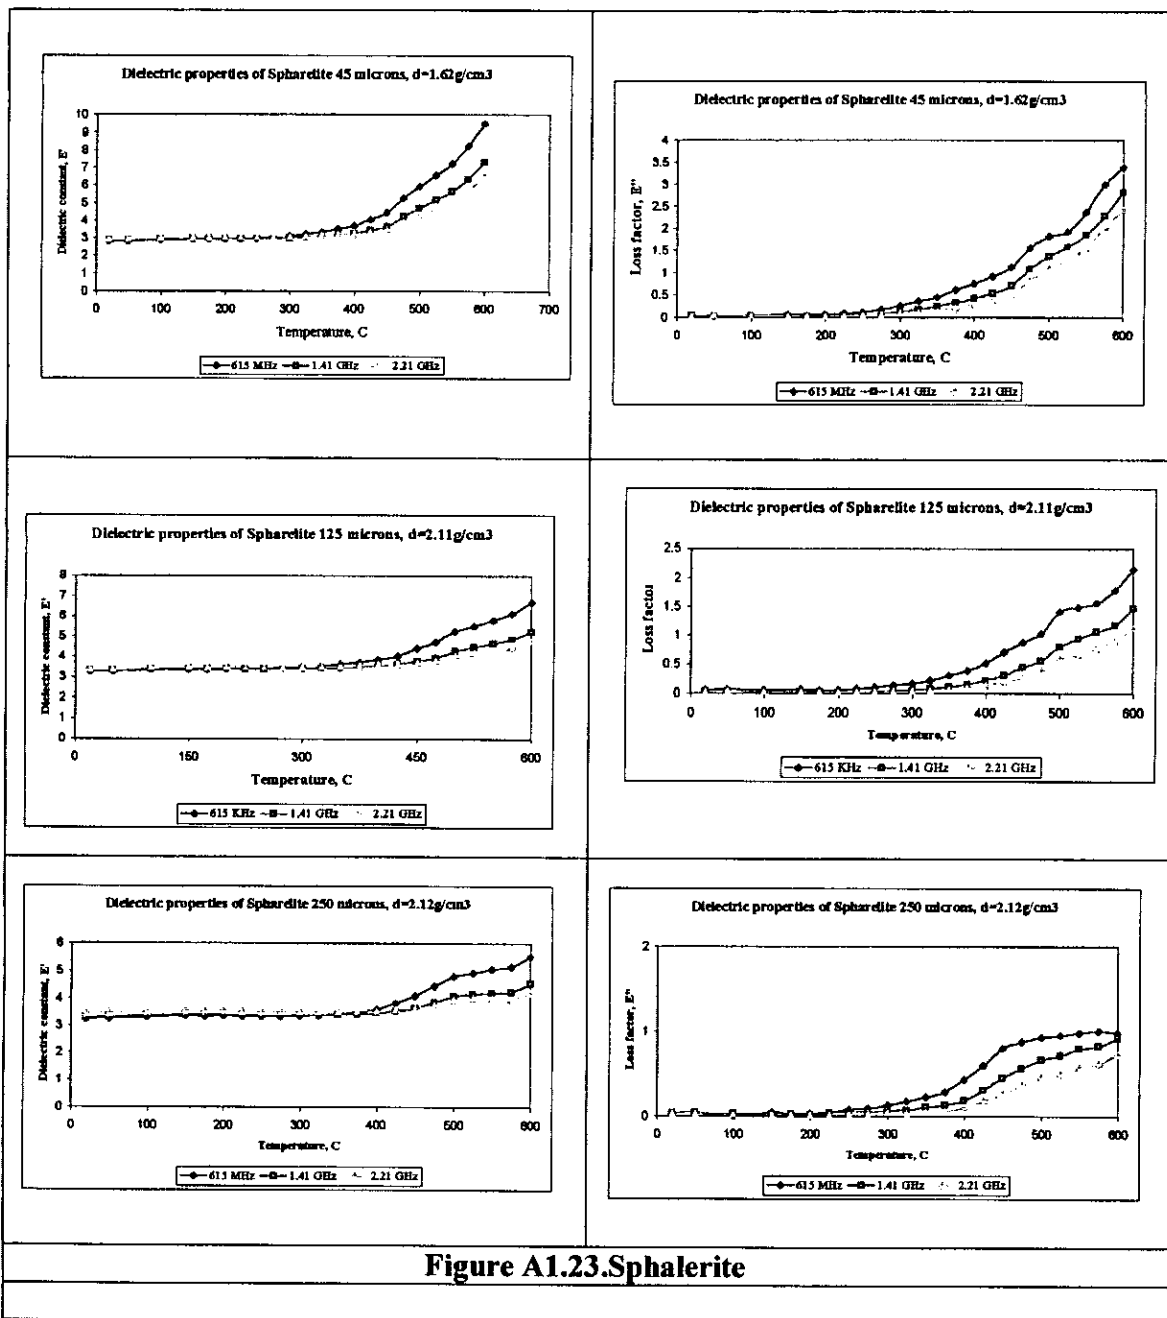 Dielectric properties of Spharelite 45 microns, d=1.62g/cm3
Dielectric constant, E'
10
9
8
7
6
5
4
3
2
1
0
0 100 200 300 400 500 600 700
Temperature, C
615 MHz 1.41 GHz 2.21 GHz
Dielectric properties of Spharelite 45 microns, d=1.62g/cm3
Loss factor, E"
4
3.5
3
2.5
2
1.5
1
0.5
0
0 100 200 300 400 500 600
Temperature, C
615 MHz 1.41 GHz 2.21 GHz
Dielectric properties of Spharelite 125 microns, d=2.11g/cm3
Dielectric constant, E'
8
7
6
5
4
3
2
1
0
0 150 300 450 600
Temperature, C
615 KHz 1.41 GHz 2.21 GHz
Dielectric properties of Spharelite 125 microns, d=2.11g/cm3
Loss factor
2.5
2
1.5
1
0.5
0
0 100 200 300 400 500 600
Temperature, C
615 KHz 1.41 GHz 2.21 GHz
Dielectric properties of Spharelite 250 microns, d=2.12g/cm3
Dielectric constant, E'
6
5
4
3
2
1
0
0 100 200 300 400 500 600
Temperature, C
615 MHz 1.41 GHz 2.21 GHz
Dielectric properties of Spharelite 250 microns, d=2.12g/cm3
Loss factor, E"
2
1
0
0 100 200 300 400 500 600
Temperature, C
615 MHz 1.41 GHz 2.21 GHz
Figure A1.23.Sphalerite